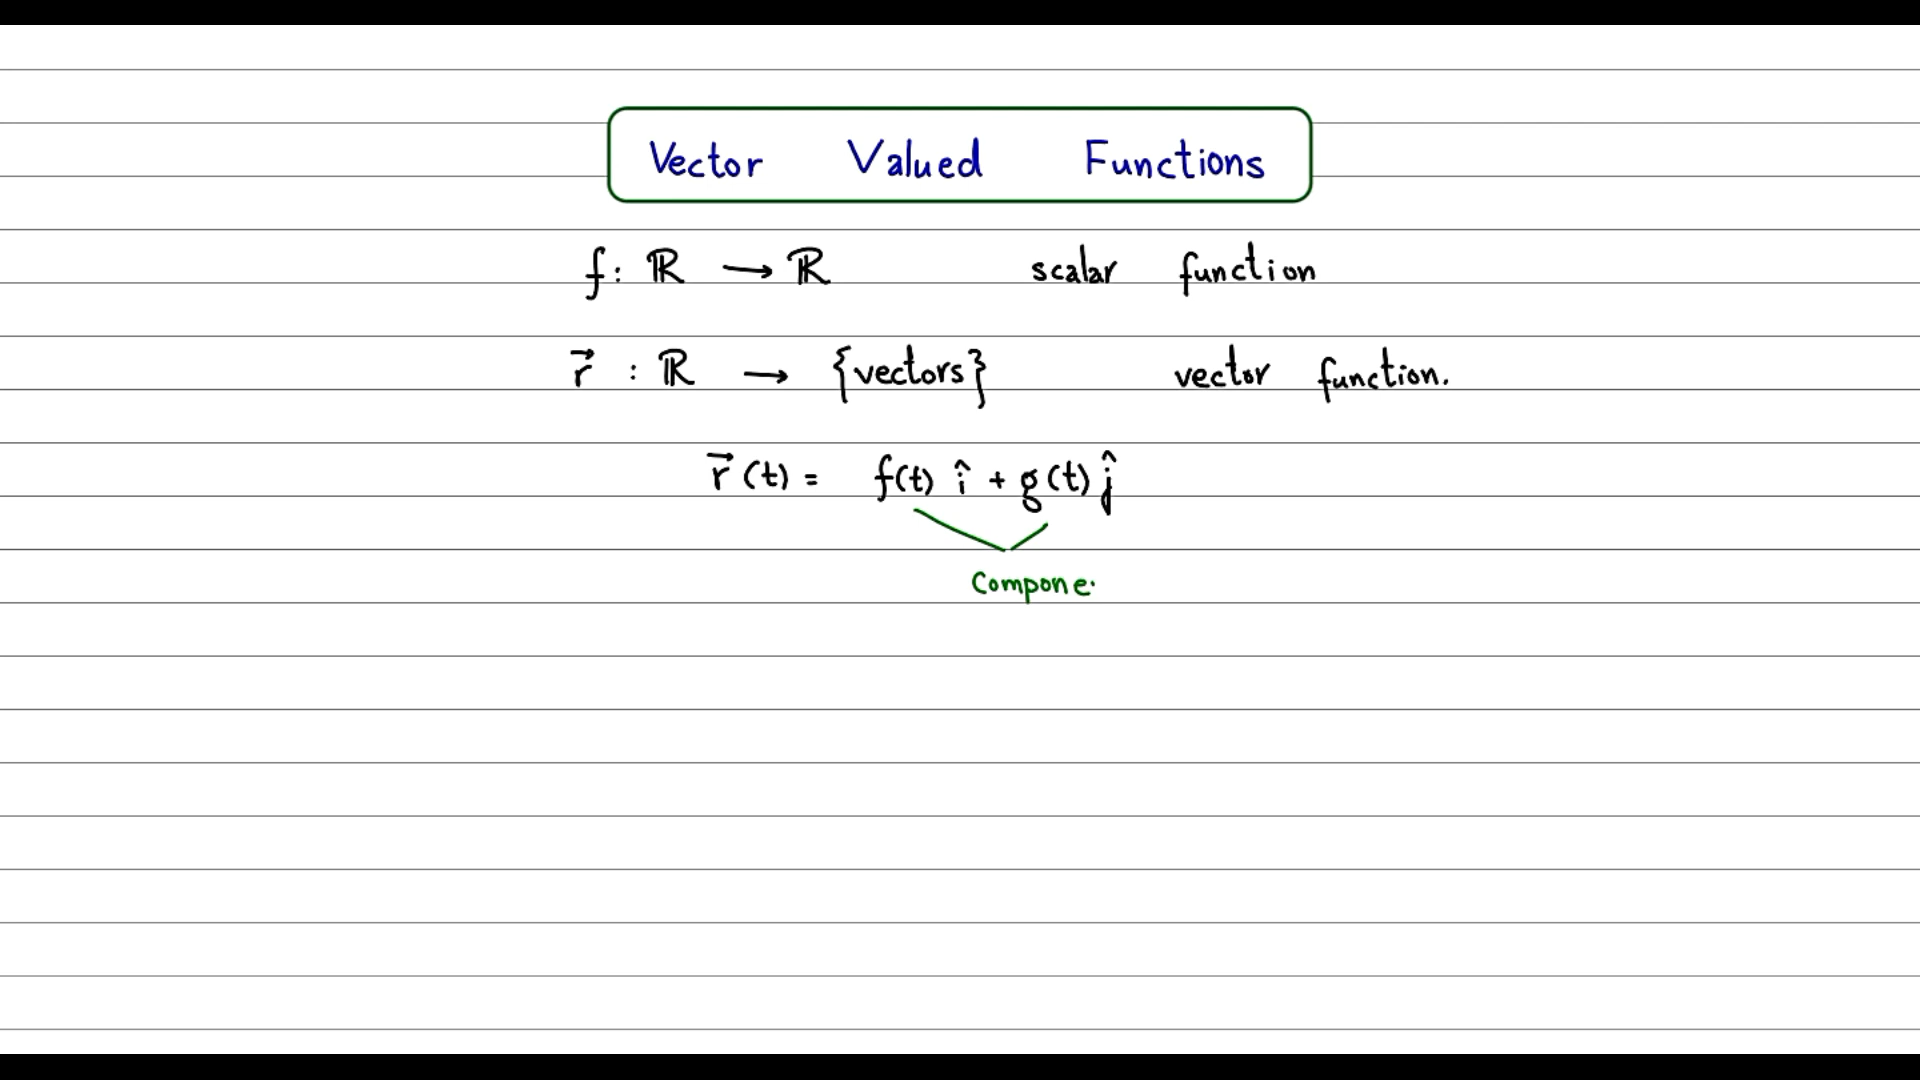 Vector Valued Functions
f: ℝ → ℝ scalar function
r⃗ : ℝ → {vectors} vector function.
r⃗(t) = f(t) î + g(t) ĵ
Compone